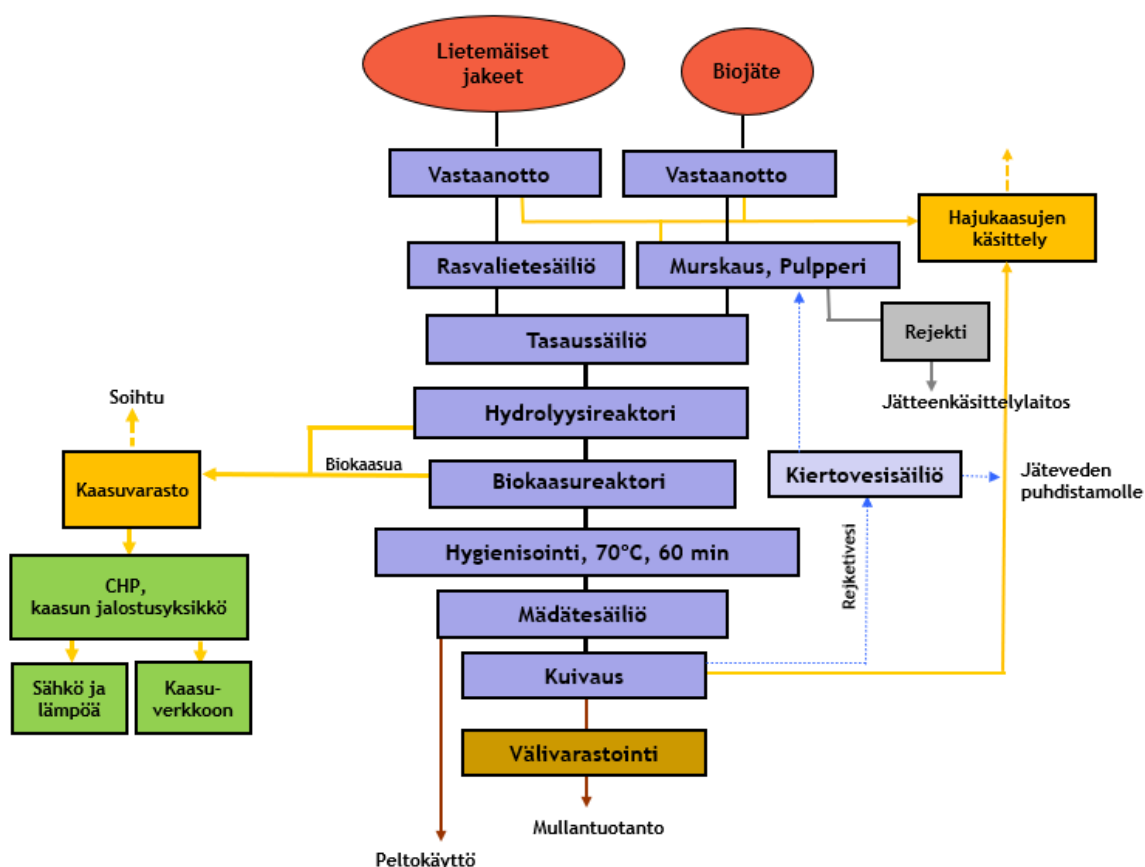 Lietemäiset
jakeet
Biojäte
Vastaanotto
Vastaanotto
Hajukaasujen
käsittely
Rasvalietesäiliö
Murskaus, Pulpperi
Tasaussäiliö
Rejekti
Jätteenkäsittelylaitos
Soihtu
Hydrolyysireaktori
Biokaasua
Kaasuvarasto
Biokaasureaktori
Kiertovesisäiliö
Jäteveden
puhdistamolle
Hygienisointi, 70°C, 60 min
Rejketivesi
CHP,
kaasun jalostusyksikkö
Mädätesäiliö
Sähkö ja
lämpöä
Kaasu-
verkkoon
Kuivaus
Välivarastointi
Mullantuotanto
Peltokäyttö